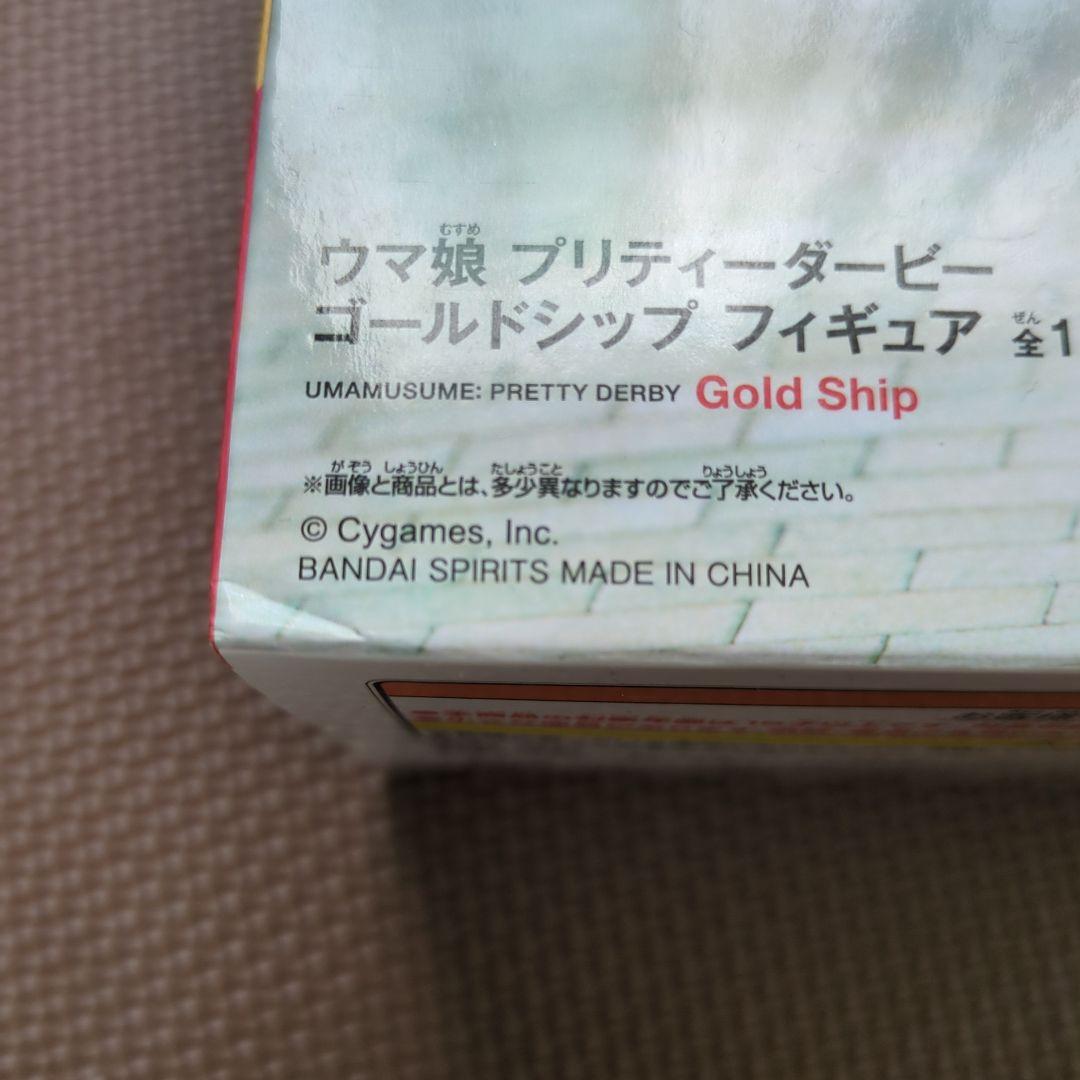 ウマ娘 プリティーダービー
むすめ
ゴールドシップ フィギュア 全1
ぜん
UMAMUSUME: PRETTY DERBY Gold Ship
がぞう しょうひん たしょうこと りょうしょう
※画像と商品とは、多少異なりますのでご了承ください。
© Cygames, Inc.
BANDAI SPIRITS MADE IN CHINA